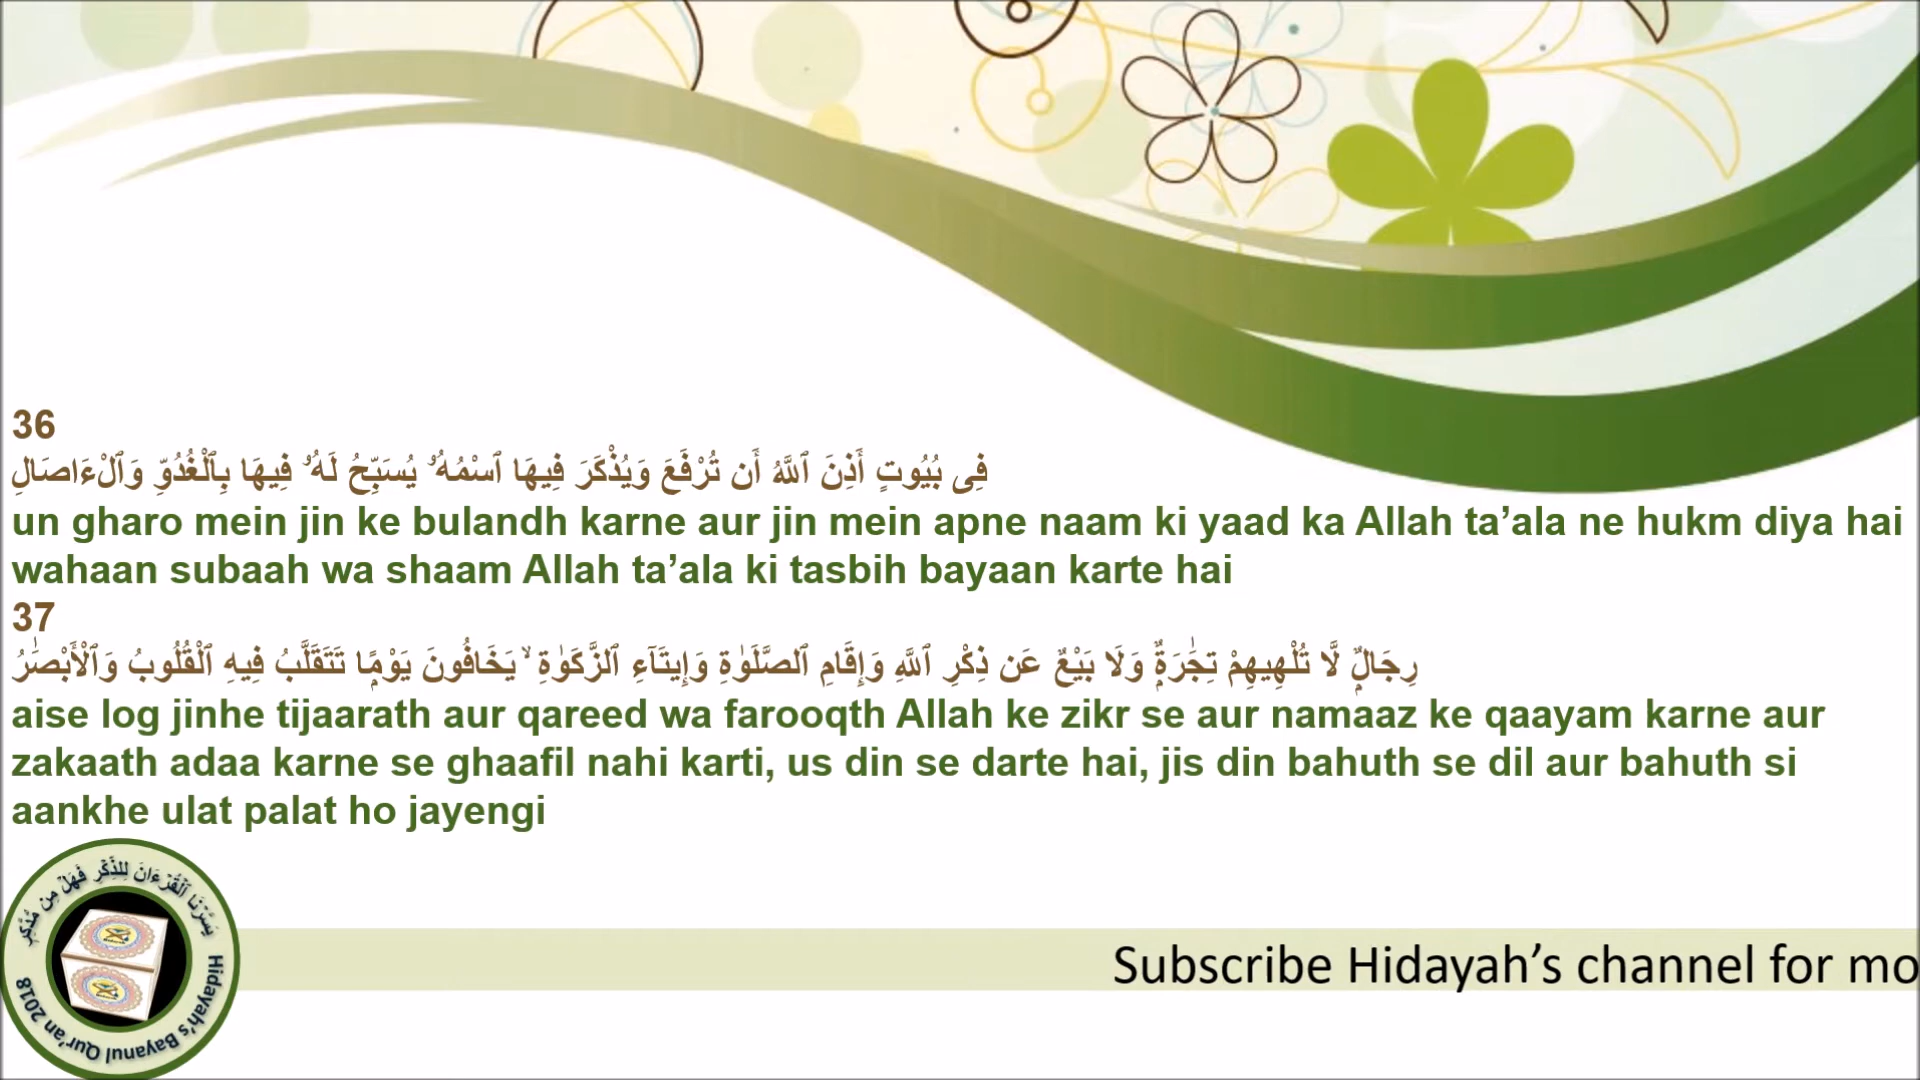 36
فِى بُيُوتٍ أَذِنَ ٱللَّهُ أَن تُرْفَعَ وَيُذْكَرَ فِيهَا ٱسْمُهُۥ يُسَبِّحُ لَهُۥ فِيهَا بِٱلْغُدُوِّ وَٱلْءَاصَالِ
un gharo mein jin ke bulandh karne aur jin mein apne naam ki yaad ka Allah ta’ala ne hukm diya hai
wahaan subaah wa shaam Allah ta’ala ki tasbih bayaan karte hai
37
رِجَالٌۭ لَّا تُلْهِيهِمْ تِجَٰرَةٌۭ وَلَا بَيْعٌ عَن ذِكْرِ ٱللَّهِ وَإِقَامِ ٱلصَّلَوٰةِ وَإِيتَآءِ ٱلزَّكَوٰةِ ۙ يَخَافُونَ يَوْمًۭا تَتَقَلَّبُ فِيهِ ٱلْقُلُوبُ وَٱلْأَبْصَٰرُ
aise log jinhe tijaarath aur qareed wa farooqth Allah ke zikr se aur namaaz ke qaayam karne aur
zakaath adaa karne se ghaafil nahi karti, us din se darte hai, jis din bahuth se dil aur bahuth si
aankhe ulat palat ho jayengi
يَسَّرْنَا ٱلْقُرْءَانَ لِلذِّكْرِ فَهَلْ مِن مُّدَّكِرٍ
Hidayah's Bayanul Qur'an 2018
Subscribe Hidayah’s channel for mo